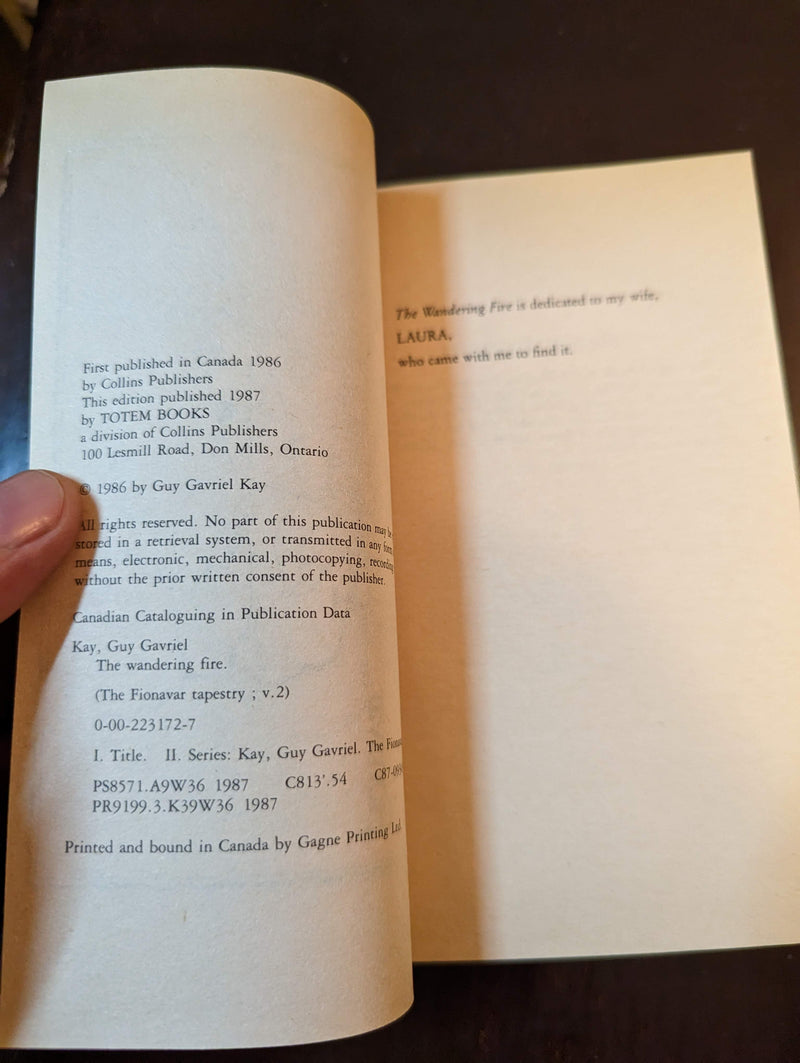 First published in Canada 1986
by Collins Publishers
This edition published 1987
by TOTEM BOOKS
a division of Collins Publishers
100 Lesmill Road, Don Mills, Ontario
© 1986 by Guy Gavriel Kay
All rights reserved. No part of this publication may be
stored in a retrieval system, or transmitted in any form
means, electronic, mechanical, photocopying, recording
without the prior written consent of the publisher.
Canadian Cataloguing in Publication Data
Kay, Guy Gavriel
The wandering fire.
(The Fionavar tapestry ; v.2)
0-00-223172-7
I. Title. II. Series: Kay, Guy Gavriel. The
PS8571.A9W36 1987 C813'.54
PR9199.3.K39W36 1987
Printed and bound in Canada by Gagne Printing Ltd.
The Wandering Fire is dedicated to my wife,
LAURA,
who came with me to find it.